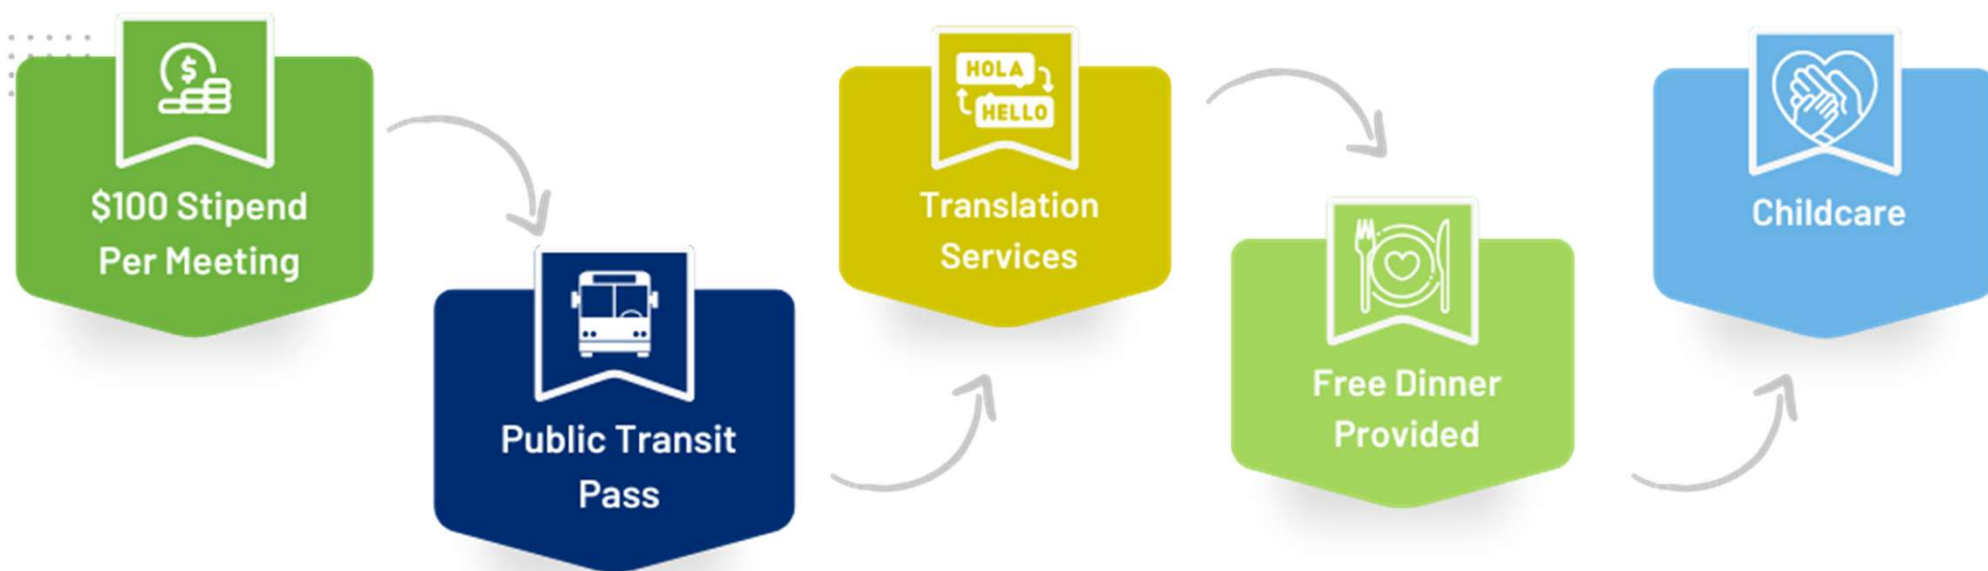 $100 Stipend
Per Meeting
Public Transit
Pass
HOLA
HELLO
Translation
Services
Free Dinner
Provided
Childcare